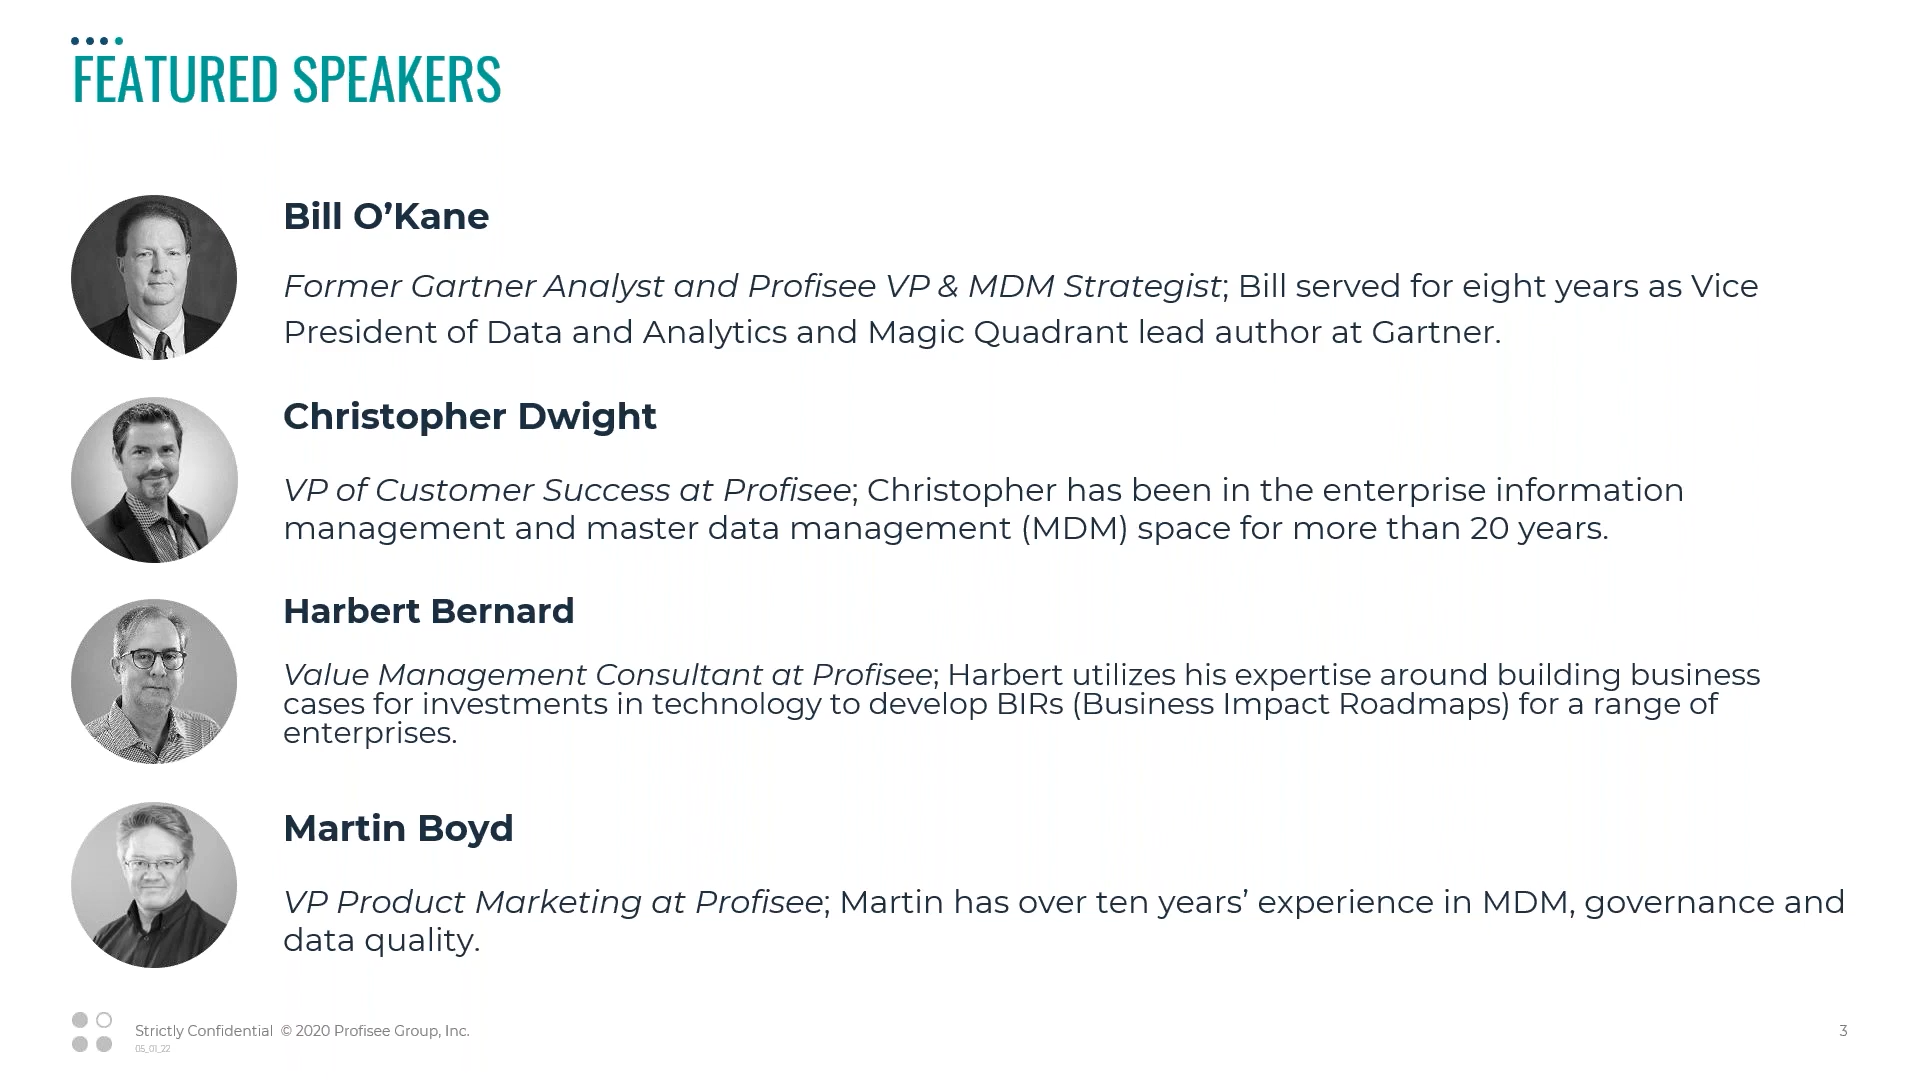 FEATURED SPEAKERS
Bill O’Kane
Former Gartner Analyst and Profisee VP & MDM Strategist; Bill served for eight years as Vice
President of Data and Analytics and Magic Quadrant lead author at Gartner.
Christopher Dwight
VP of Customer Success at Profisee; Christopher has been in the enterprise information
management and master data management (MDM) space for more than 20 years.
Harbert Bernard
Value Management Consultant at Profisee; Harbert utilizes his expertise around building business
cases for investments in technology to develop BIRs (Business Impact Roadmaps) for a range of
enterprises.
Martin Boyd
VP Product Marketing at Profisee; Martin has over ten years’ experience in MDM, governance and
data quality.
Strictly Confidential © 2020 Profisee Group, Inc.
05_01_22
3